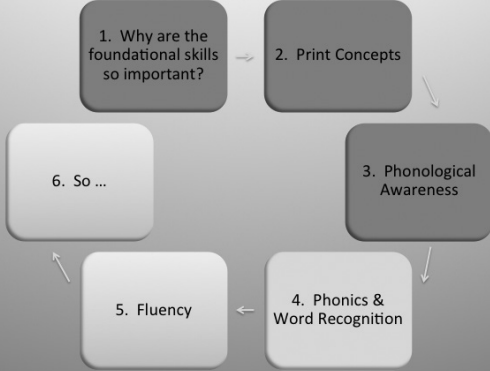 1. Why are the
foundational skills
so important?
2. Print Concepts
3. Phonological
Awareness
4. Phonics &
Word Recognition
5. Fluency
6. So ...